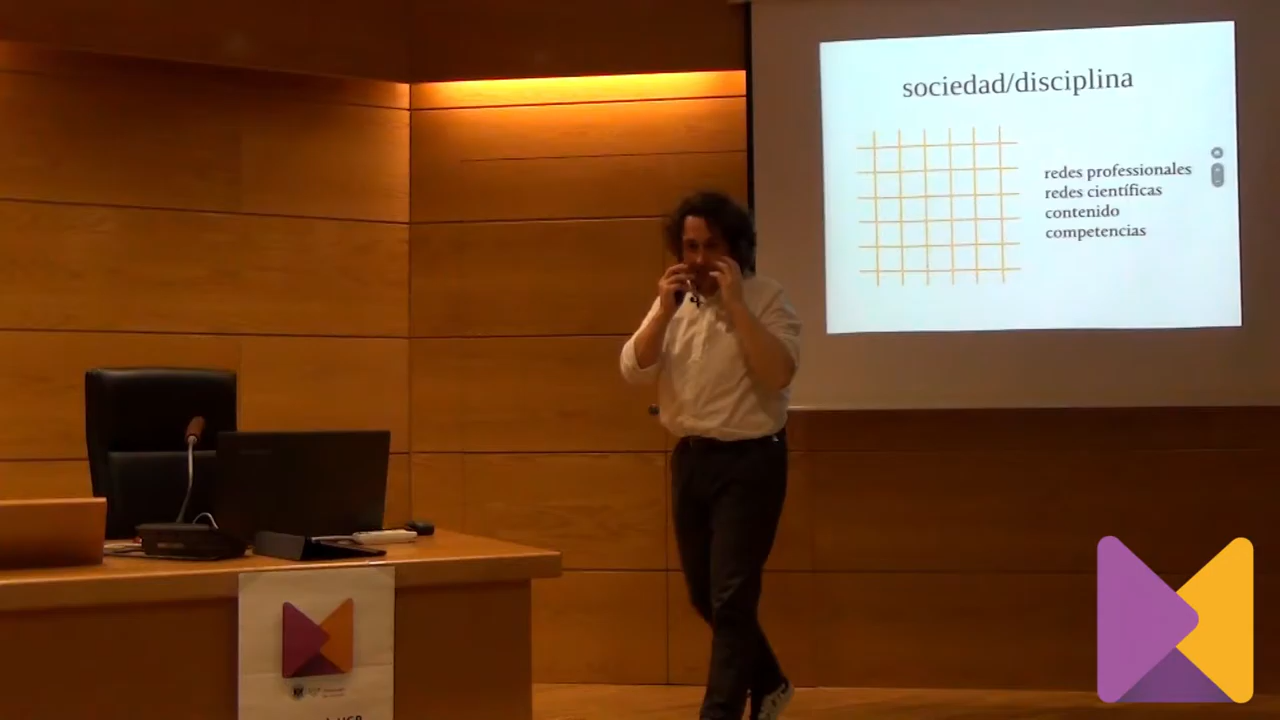 sociedad/disciplina
redes professionales
redes científicas
contenido
competencias